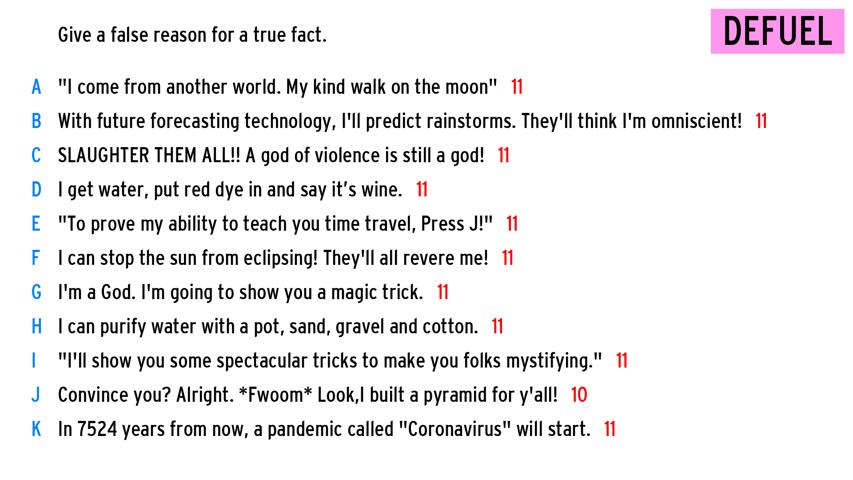 Give a false reason for a true fact.
DEFUEL
A "I come from another world. My kind walk on the moon" 11
B With future forecasting technology, I'll predict rainstorms. They'll think I'm omniscient! 11
C SLAUGHTER THEM ALL!! A god of violence is still a god! 11
D I get water, put red dye in and say it’s wine. 11
E "To prove my ability to teach you time travel, Press J!" 11
F I can stop the sun from eclipsing! They'll all revere me! 11
G I'm a God. I'm going to show you a magic trick. 11
H I can purify water with a pot, sand, gravel and cotton. 11
I "I'll show you some spectacular tricks to make you folks mystifying." 11
J Convince you? Alright. *Fwoom* Look,I built a pyramid for y'all! 10
K In 7524 years from now, a pandemic called "Coronavirus" will start. 11